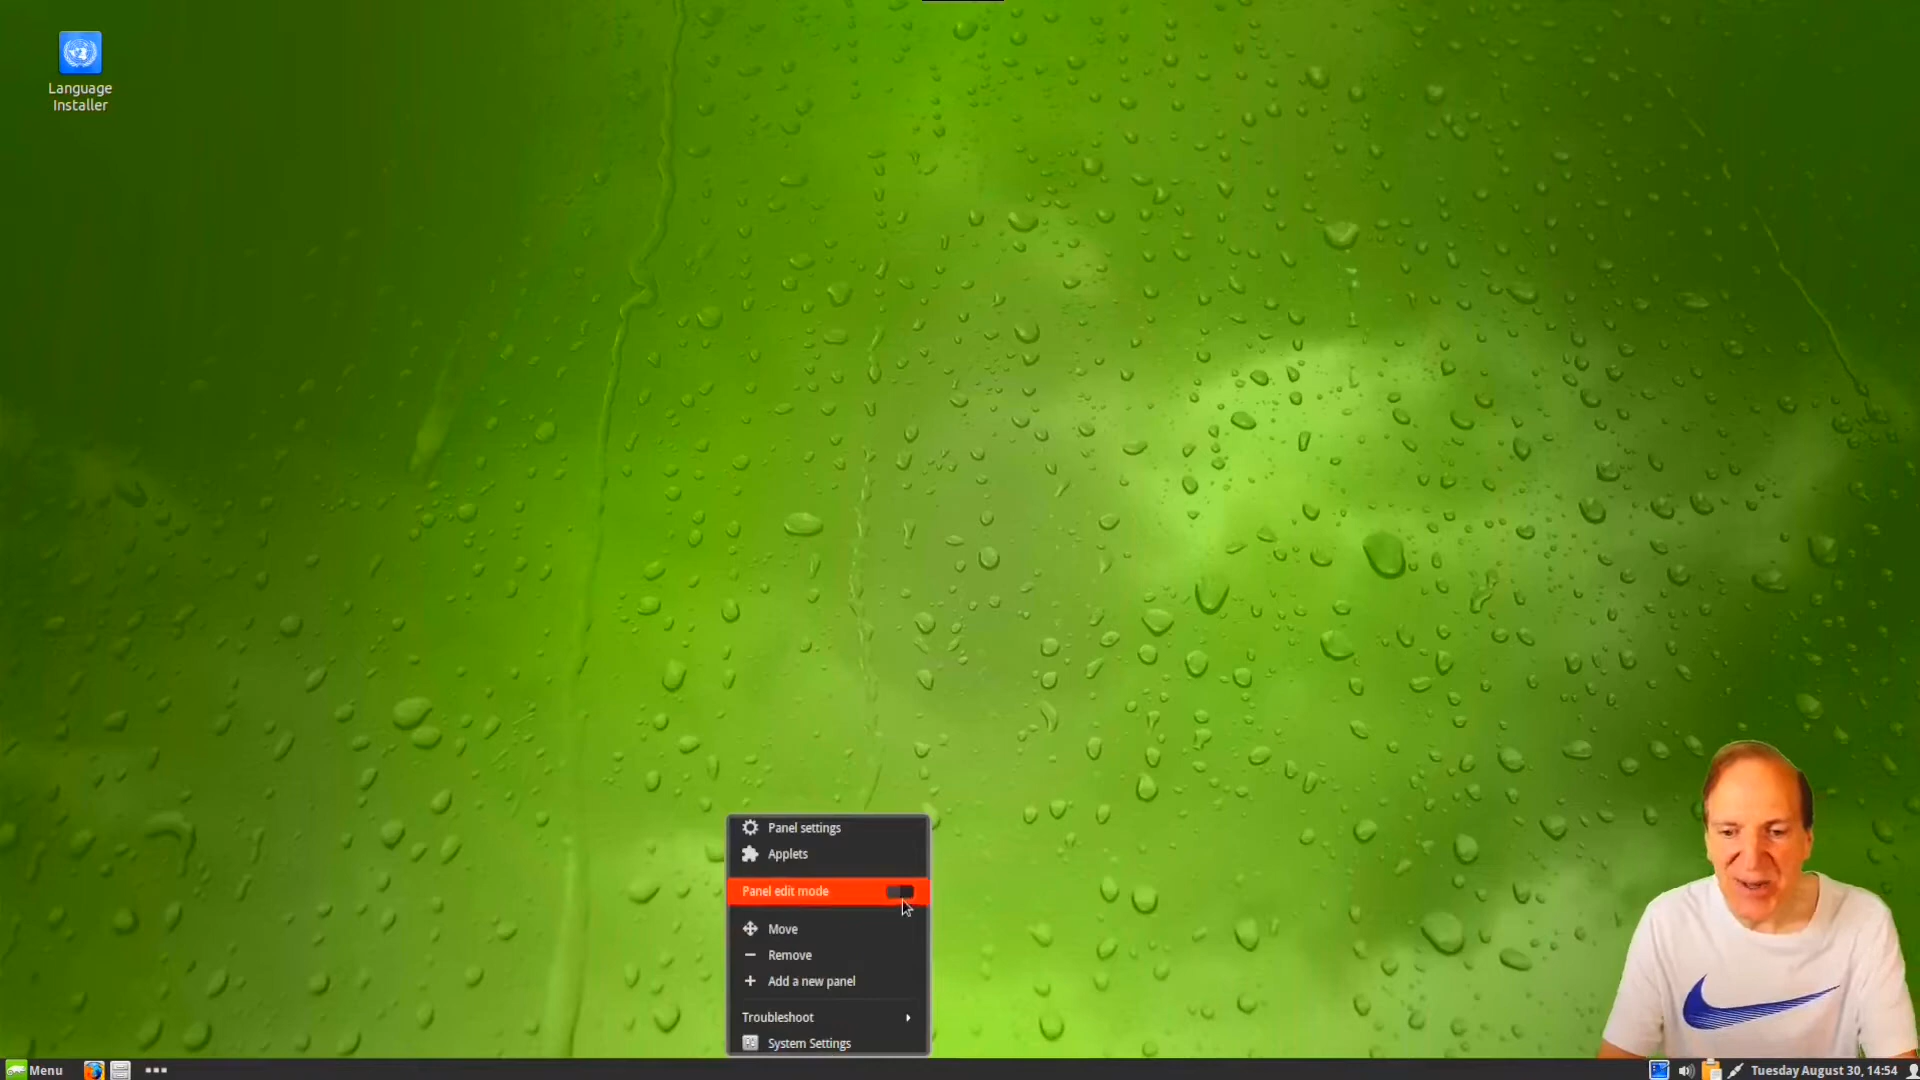 Language
Installer
Panel settings
Applets
Panel edit mode
Move
Remove
Add a new panel
Troubleshoot
System Settings
Menu
Tuesday August 30, 14:54